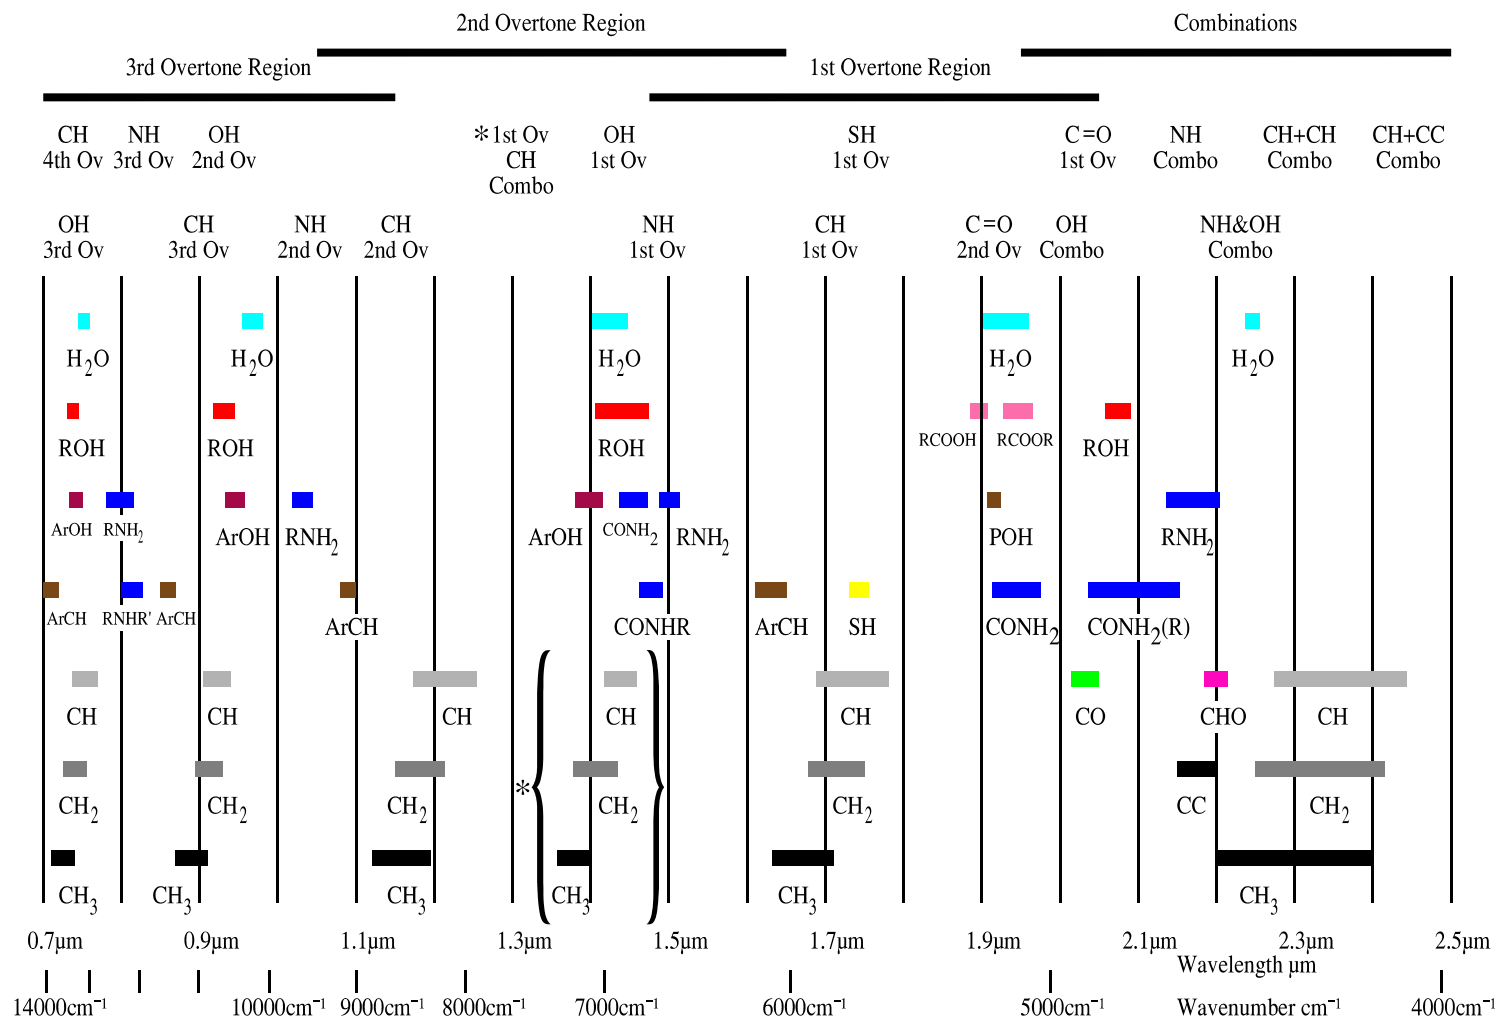 2nd Overtone Region Combinations
3rd Overtone Region 1st Overtone Region
CH NH OH *1st Ov OH SH C=O NH CH+CH CH+CC
4th Ov 3rd Ov 2nd Ov CH 1st Ov 1st Ov 1st Ov Combo Combo Combo
Combo
OH CH NH CH NH CH C=O OH NH&OH
3rd Ov 3rd Ov 2nd Ov 2nd Ov 1st Ov 1st Ov 2nd Ov Combo Combo
H₂O H₂O H₂O H₂O H₂O
ROH ROH ROH RCOOH RCOOR ROH
ArOH RNH₂ ArOH RNH₂ ArOH CONH₂ RNH₂ POH RNH₂
ArCH RNHR' ArCH ArCH CONHR ArCH SH CONH₂ CONH₂(R)
CH CH CH CH CH CO CHO CH
CH₂ CH₂ CH₂ * CH₂ CH₂ CC CH₂
CH₃ CH₃ CH₃ CH₃ CH₃ CH₃
0.7µm 0.9µm 1.1µm 1.3µm 1.5µm 1.7µm 1.9µm 2.1µm 2.3µm 2.5µm
Wavelength µm
14000cm⁻¹ 10000cm⁻¹ 9000cm⁻¹ 8000cm⁻¹ 7000cm⁻¹ 6000cm⁻¹ 5000cm⁻¹ Wavenumber cm⁻¹ 4000cm⁻¹